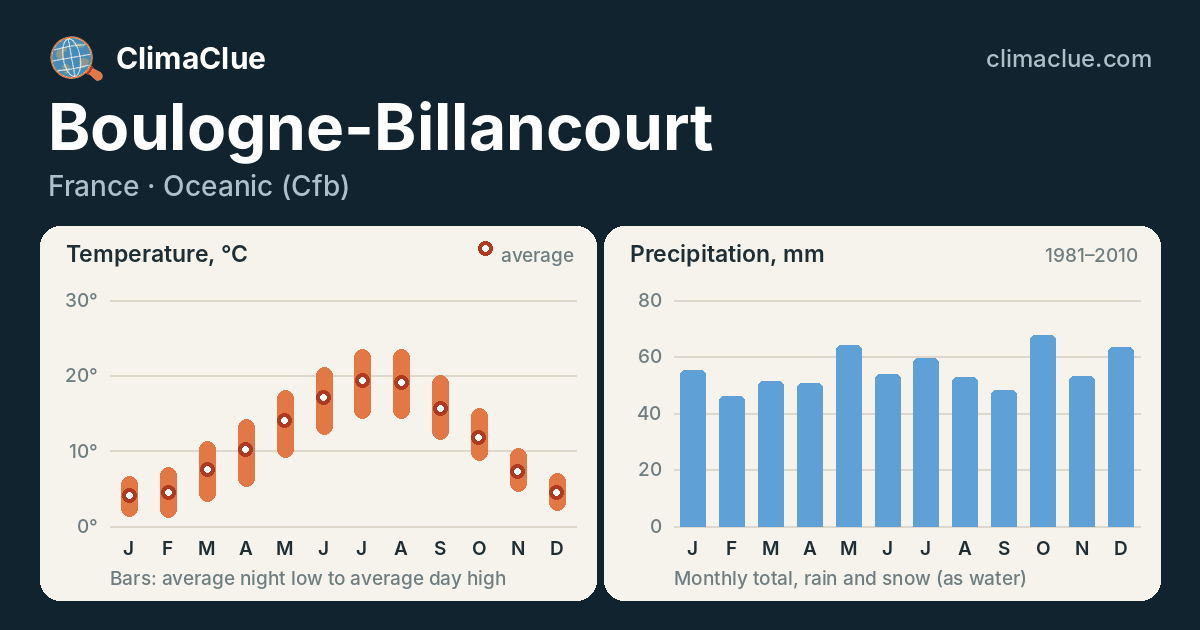 ClimaClue
climaclue.com
Boulogne-Billancourt
France · Oceanic (Cfb)
Temperature, °C
average
30°
20°
10°
0°
J F M A M J J A S O N D
Bars: average night low to average day high
Precipitation, mm
1981–2010
80
60
40
20
0
J F M A M J J A S O N D
Monthly total, rain and snow (as water)